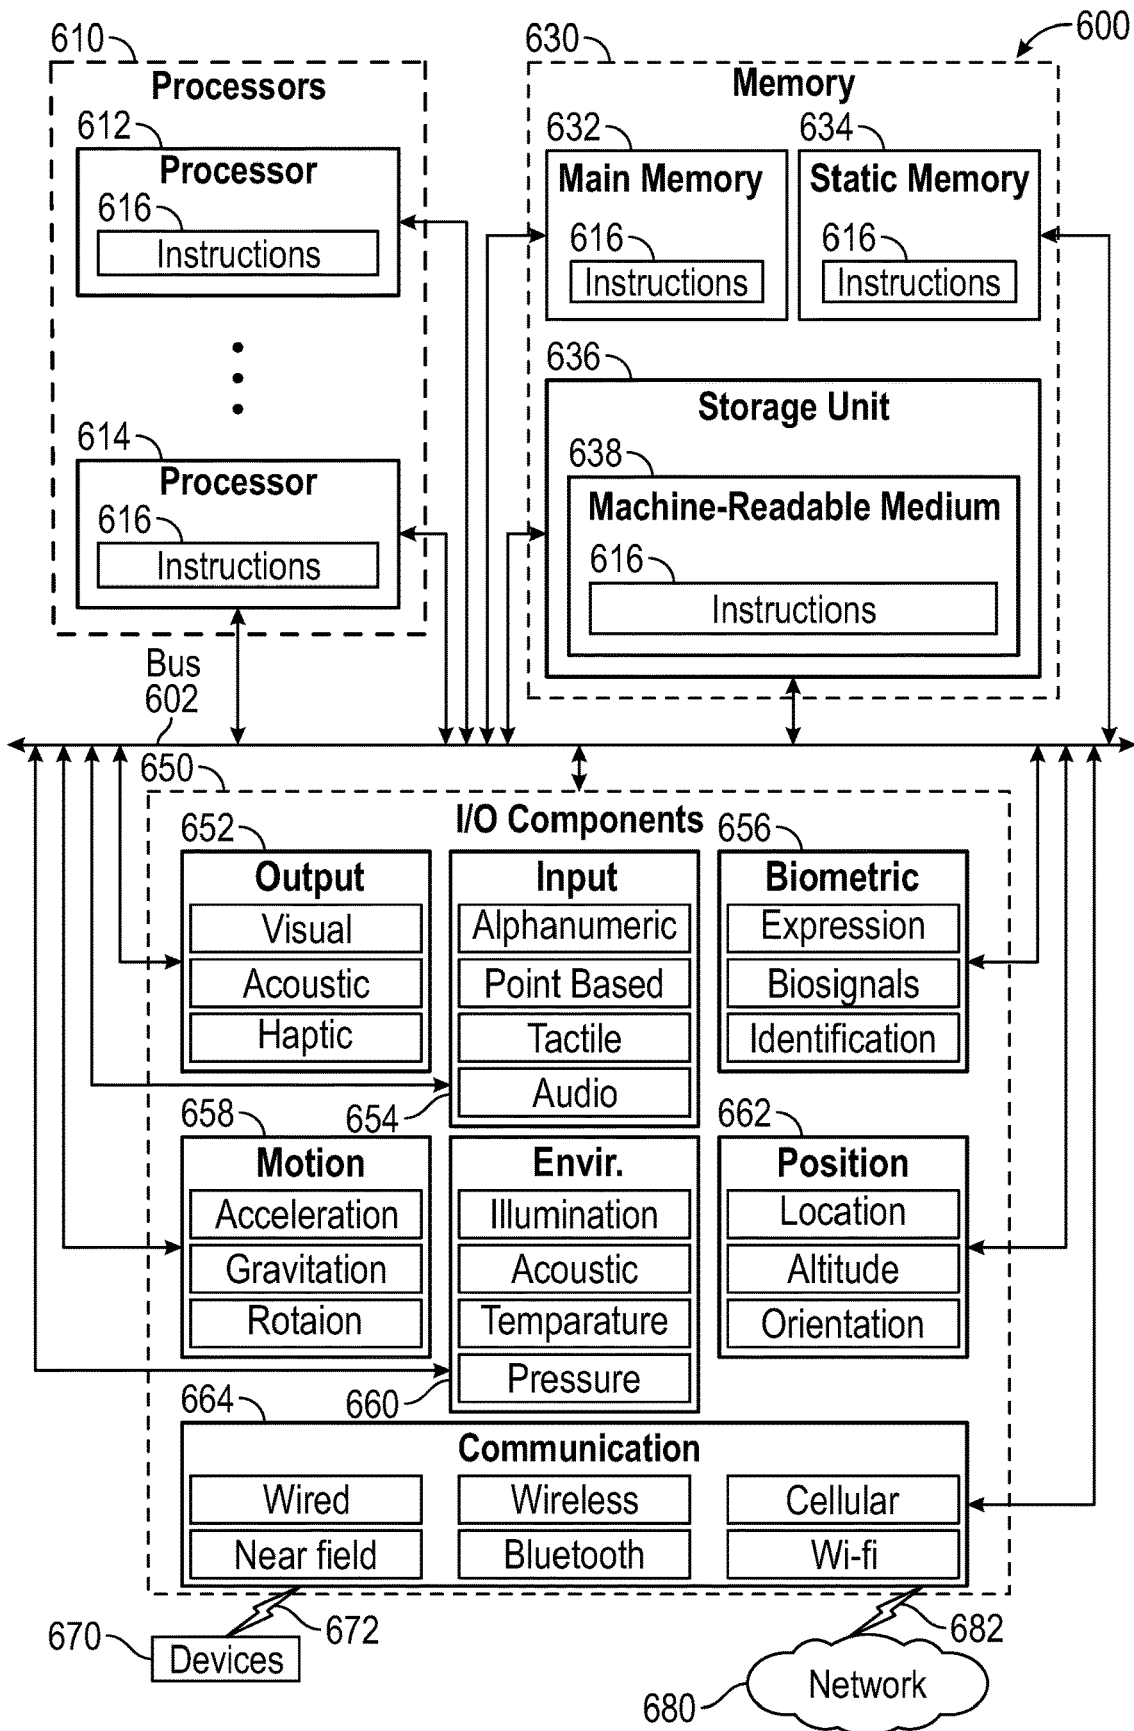 600
610
Processors
612
Processor
616
Instructions
614
Processor
616
Instructions
630
Memory
632
Main Memory
616
Instructions
634
Static Memory
616
Instructions
636
Storage Unit
638
Machine-Readable Medium
616
Instructions
Bus
602
650
I/O Components
652
Output
Visual
Acoustic
Haptic
Input
Alphanumeric
Point Based
Tactile
Audio
654
656
Biometric
Expression
Biosignals
Identification
658
Motion
Acceleration
Gravitation
Rotaion
Envir.
Illumination
Acoustic
Temparature
Pressure
660
662
Position
Location
Altitude
Orientation
664
Communication
Wired
Wireless
Cellular
Near field
Bluetooth
Wi-fi
672
670
Devices
682
Network
680